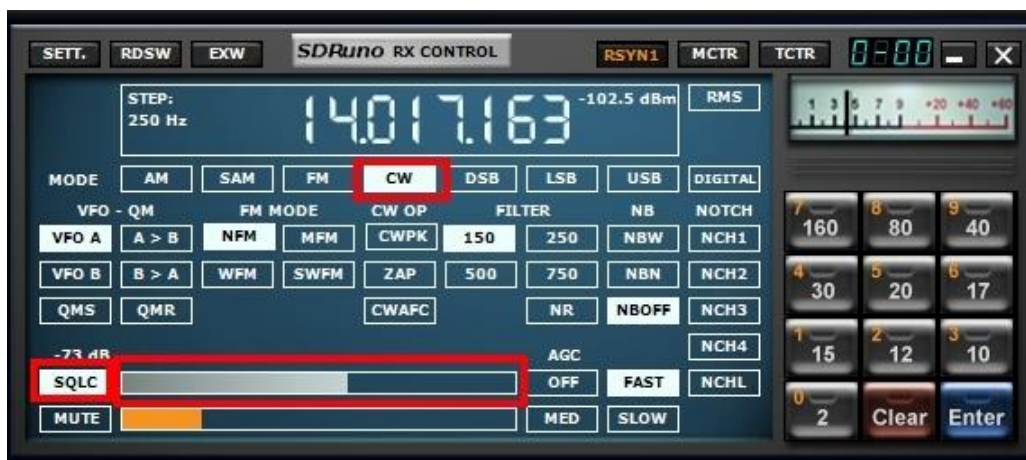 SETT. RDSW EXW SDRuno RX CONTROL RSYN1 MCTR TCTR 0-00
STEP: 250 Hz 14.017.163 -102.5 dBm RMS
1 3 5 7 9 +20 +40 +60
MODE AM SAM FM CW DSB LSB USB DIGITAL
VFO - QM FM MODE CW OP FILTER NB NOTCH
VFO A A > B NFM MFM CWPK 150 250 NBW NCH1
VFO B B > A WFM SWFM ZAP 500 750 NBN NCH2
QMS QMR CWAFC NR NBOFF NCH3
-73 dB AGC NCH4
SQLC OFF FAST NCHL
MUTE MED SLOW
7 160 8 80 9 40
4 30 5 20 6 17
1 15 2 12 3 10
0 2 Clear Enter